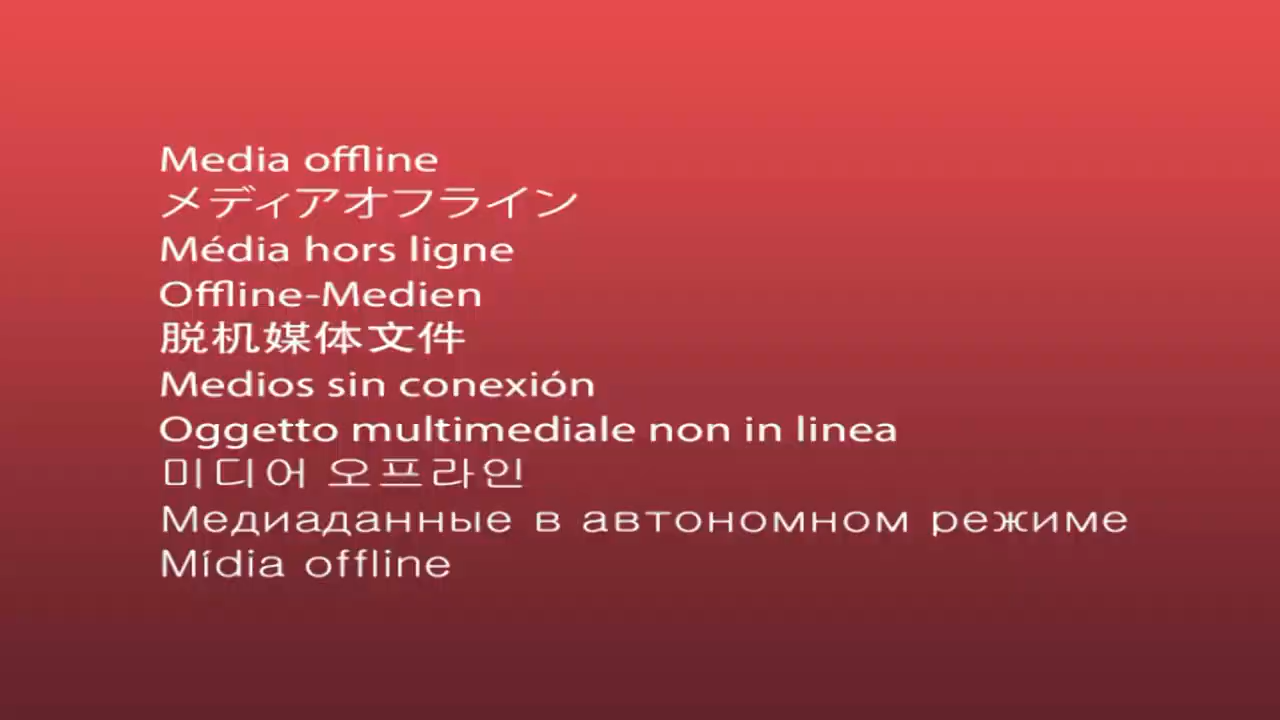 Media offline
メディアオフライン
Média hors ligne
Offline-Medien
脱机媒体文件
Medios sin conexión
Oggetto multimediale non in linea
미디어 오프라인
Медиаданные в автономном режиме
Mídia offline